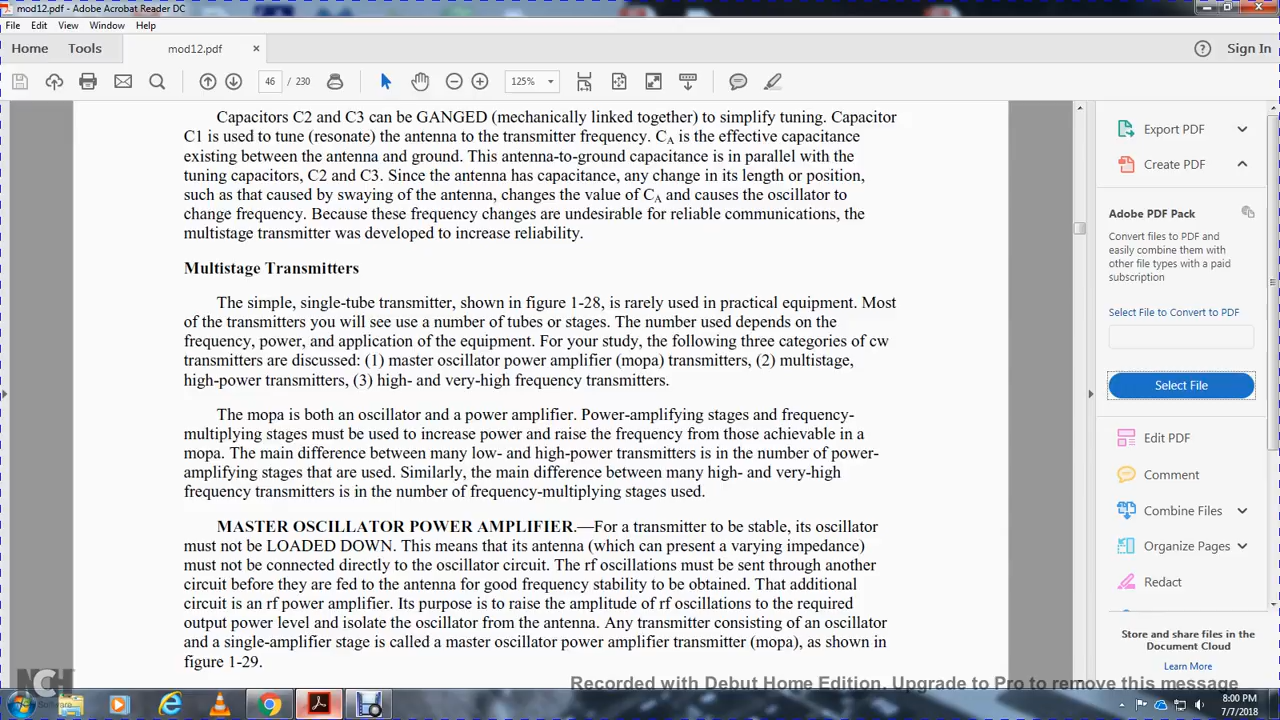 mod12.pdf - Adobe Acrobat Reader DC
File Edit View Window Help
Home Tools mod12.pdf × Sign In
46 / 230 125%
Capacitors C2 and C3 can be GANGED (mechanically linked together) to simplify tuning. Capacitor
C1 is used to tune (resonate) the antenna to the transmitter frequency. CA is the effective capacitance
existing between the antenna and ground. This antenna-to-ground capacitance is in parallel with the
tuning capacitors, C2 and C3. Since the antenna has capacitance, any change in its length or position,
such as that caused by swaying of the antenna, changes the value of CA and causes the oscillator to
change frequency. Because these frequency changes are undesirable for reliable communications, the
multistage transmitter was developed to increase reliability.
Multistage Transmitters
The simple, single-tube transmitter, shown in figure 1-28, is rarely used in practical equipment. Most
of the transmitters you will see use a number of tubes or stages. The number used depends on the
frequency, power, and application of the equipment. For your study, the following three categories of cw
transmitters are discussed: (1) master oscillator power amplifier (mopa) transmitters, (2) multistage,
high-power transmitters, (3) high- and very-high frequency transmitters.
The mopa is both an oscillator and a power amplifier. Power-amplifying stages and frequency-
multiplying stages must be used to increase power and raise the frequency from those achievable in a
mopa. The main difference between many low- and high-power transmitters is in the number of power-
amplifying stages that are used. Similarly, the main difference between many high- and very-high
frequency transmitters is in the number of frequency-multiplying stages used.
MASTER OSCILLATOR POWER AMPLIFIER.—For a transmitter to be stable, its oscillator
must not be LOADED DOWN. This means that its antenna (which can present a varying impedance)
must not be connected directly to the oscillator circuit. The rf oscillations must be sent through another
circuit before they are fed to the antenna for good frequency stability to be obtained. That additional
circuit is an rf power amplifier. Its purpose is to raise the amplitude of rf oscillations to the required
output power level and isolate the oscillator from the antenna. Any transmitter consisting of an oscillator
and a single-amplifier stage is called a master oscillator power amplifier transmitter (mopa), as shown in
figure 1-29.
Export PDF
Create PDF
Adobe PDF Pack
Convert files to PDF and
easily combine them with
other file types with a paid
subscription
Select File to Convert to PDF
Select File
Edit PDF
Comment
Combine Files
Organize Pages
Redact
Store and share files in the
Document Cloud
Learn More
NCH
Software
Recorded with Debut Home Edition. Upgrade to Pro to remove this message
8:00 PM
7/7/2018